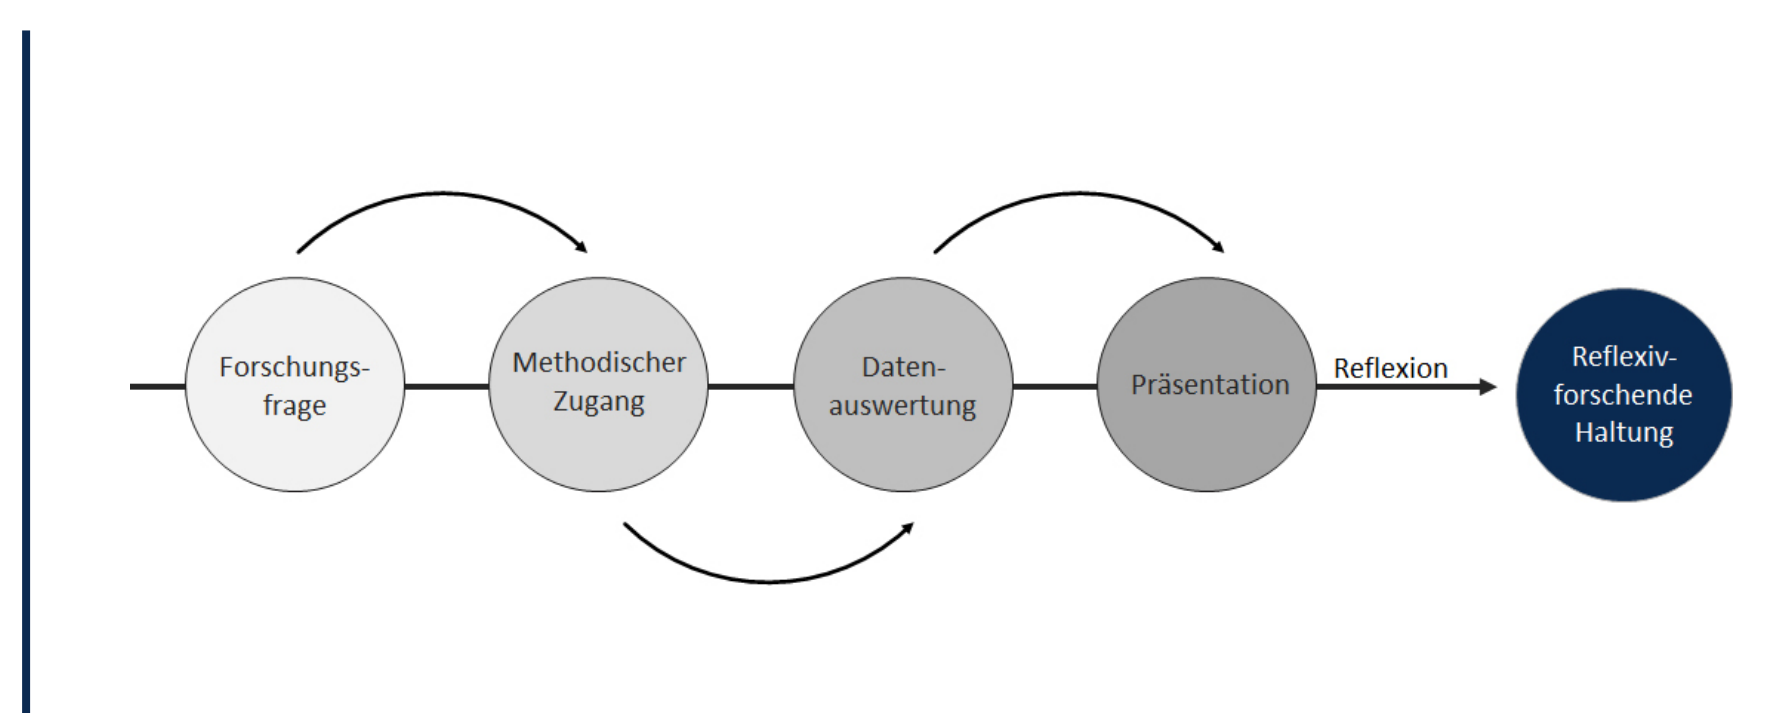 Forschungs-
frage
Methodischer
Zugang
Daten-
auswertung
Präsentation
Reflexion
Reflexiv-
forschende
Haltung